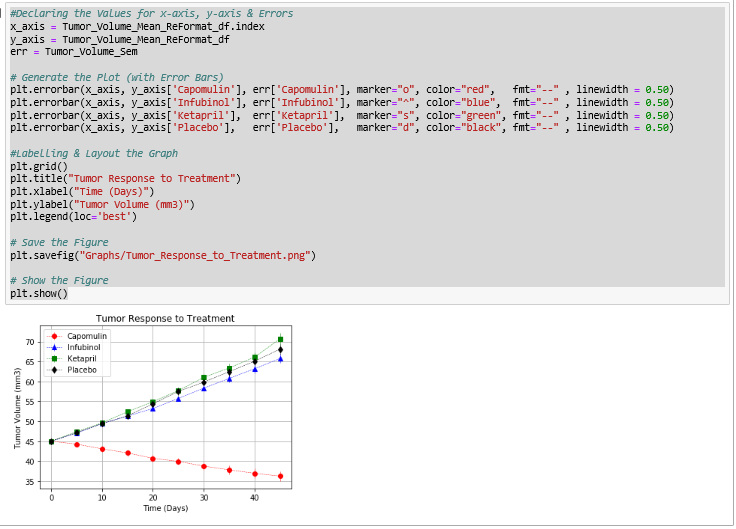 #Declaring the Values for x-axis, y-axis & Errors
x_axis = Tumor_Volume_Mean_ReFormat_df.index
y_axis = Tumor_Volume_Mean_ReFormat_df
err = Tumor_Volume_Sem
# Generate the Plot (with Error Bars)
plt.errorbar(x_axis, y_axis['Capomulin'], err['Capomulin'], marker="o", color="red", fmt="--" , linewidth = 0.50)
plt.errorbar(x_axis, y_axis['Infubinol'], err['Infubinol'], marker="^", color="blue", fmt="--" , linewidth = 0.50)
plt.errorbar(x_axis, y_axis['Ketapril'], err['Ketapril'], marker="s", color="green", fmt="--" , linewidth = 0.50)
plt.errorbar(x_axis, y_axis['Placebo'], err['Placebo'], marker="d", color="black", fmt="--" , linewidth = 0.50)
#Labelling & Layout the Graph
plt.grid()
plt.title("Tumor Response to Treatment")
plt.xlabel("Time (Days)")
plt.ylabel("Tumor Volume (mm3)")
plt.legend(loc='best')
# Save the Figure
plt.savefig("Graphs/Tumor_Response_to_Treatment.png")
# Show the Figure
plt.show()
Tumor Response to Treatment
Capomulin
Infubinol
Ketapril
Placebo
Tumor Volume (mm3)
70
65
60
55
50
45
40
35
0 10 20 30 40
Time (Days)